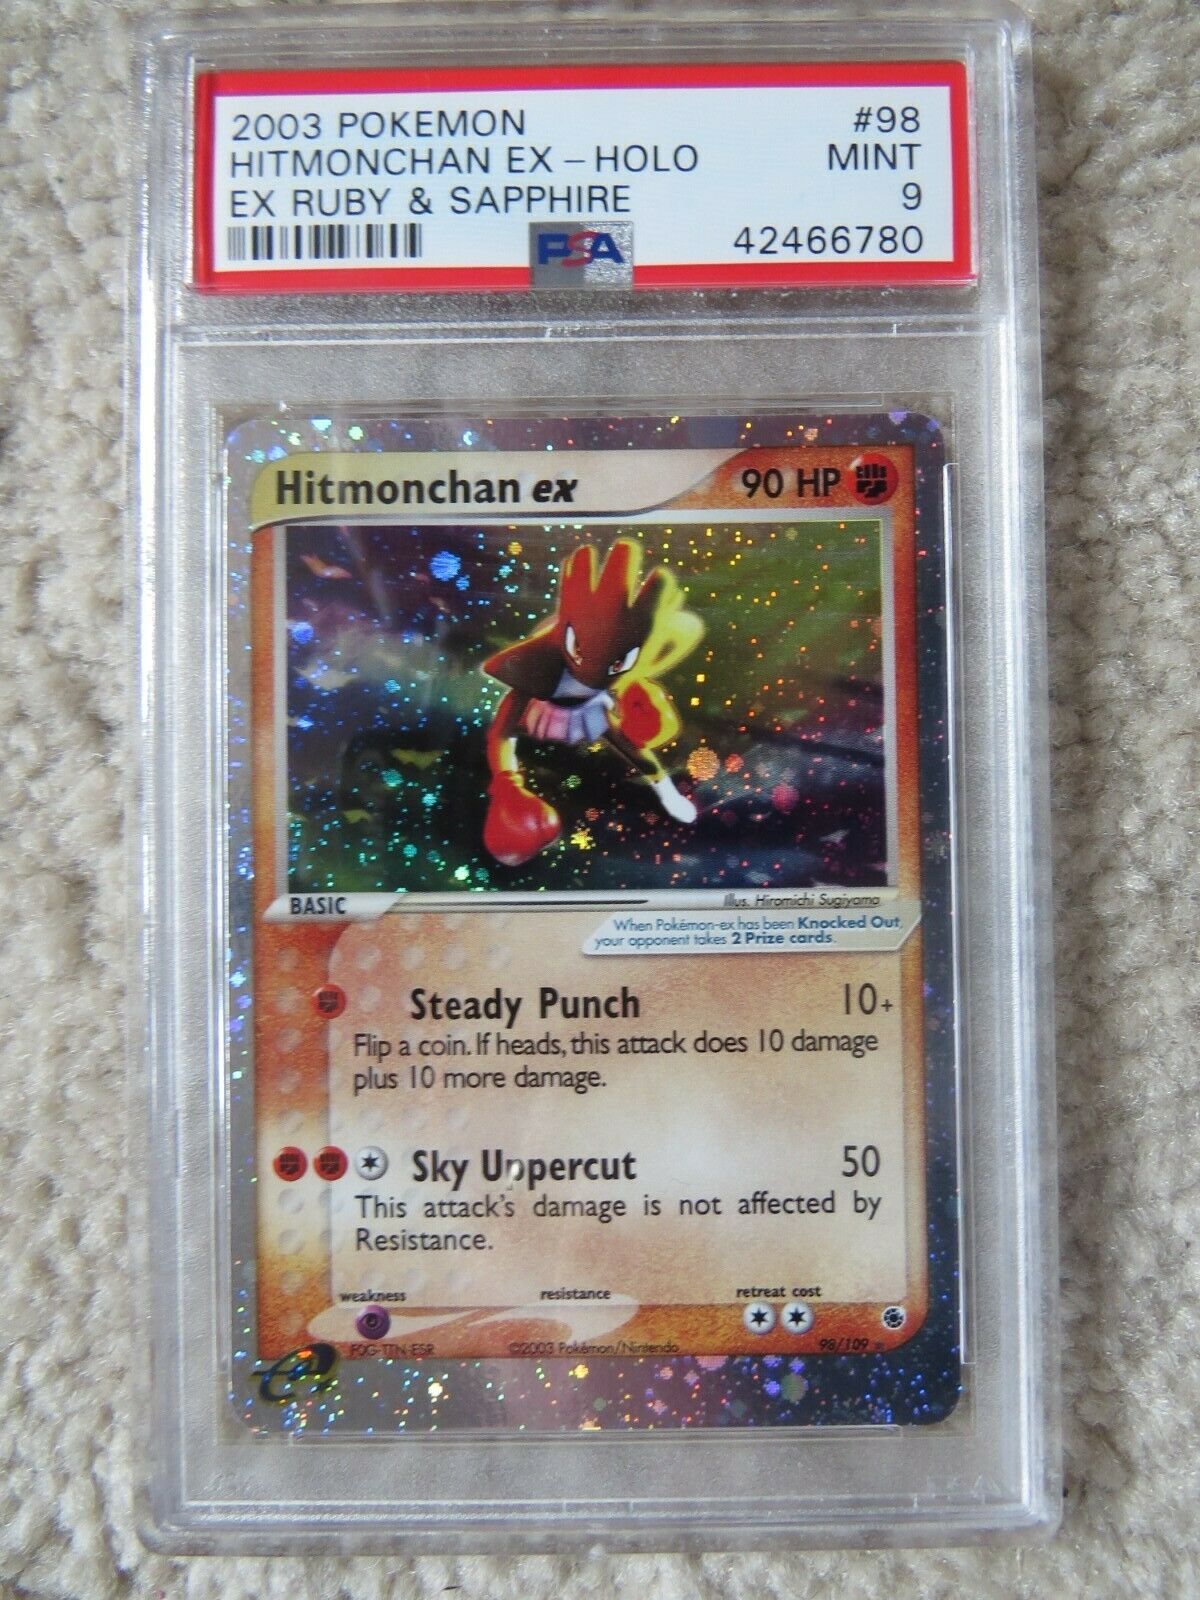 2003 POKEMON #98
HITMONCHAN EX - HOLO MINT
EX RUBY & SAPPHIRE 9
PSA 42466780
Hitmonchan ex 90 HP
BASIC Illus. Hiromichi Sugiyama
When Pokémon-ex has been Knocked Out,
your opponent takes 2 Prize cards.
Steady Punch 10+
Flip a coin. If heads, this attack does 10 damage
plus 10 more damage.
Sky Uppercut 50
This attack's damage is not affected by
Resistance.
weakness resistance retreat cost
F0G-TTN-ESR ©2003 Pokémon/Nintendo 98/109
e